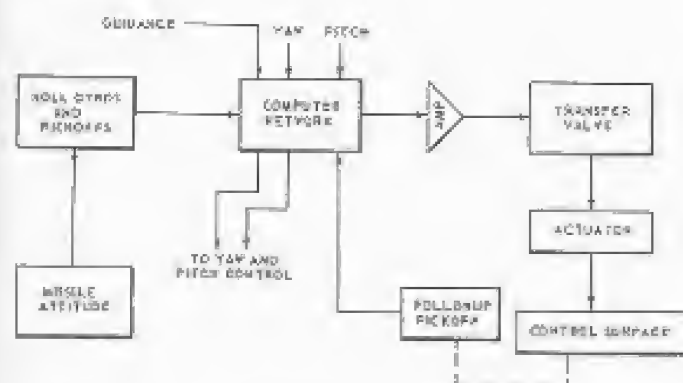 GUIDANCE
YAW
PITCH
ROLL GYROS
AND
PICKOFFS
COMPUTER
NETWORK
AMP
TRANSFER
VALVE
ACTUATOR
TO YAW AND
PITCH CONTROL
MISSILE
ATTITUDE
FOLLOWUP
PICKOFF
CONTROL SURFACE